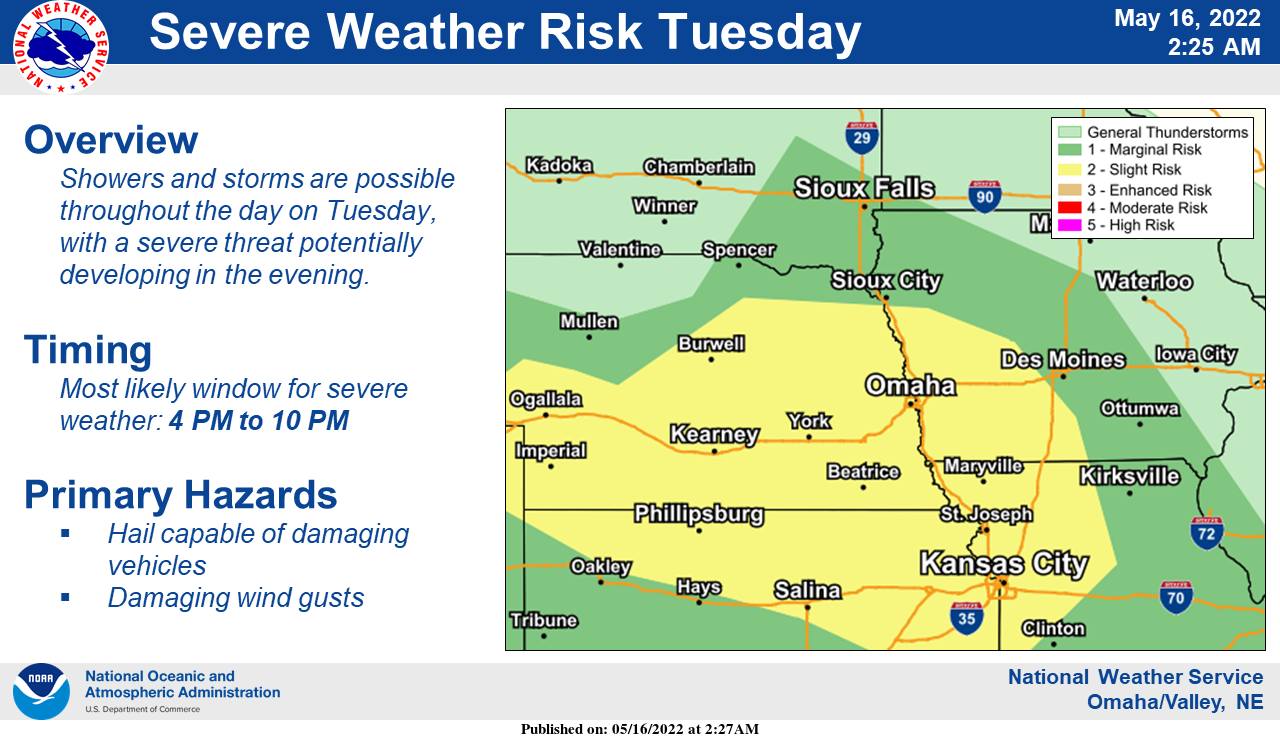 NATIONAL WEATHER SERVICE
Severe Weather Risk Tuesday
May 16, 2022
2:25 AM
Overview
Showers and storms are possible
throughout the day on Tuesday,
with a severe threat potentially
developing in the evening.
Timing
Most likely window for severe
weather: 4 PM to 10 PM
Primary Hazards
▪ Hail capable of damaging
vehicles
▪ Damaging wind gusts
General Thunderstorms
1 - Marginal Risk
2 - Slight Risk
3 - Enhanced Risk
4 - Moderate Risk
5 - High Risk
29
Kadoka
Chamberlain
Sioux Falls
90
Winner
M
Valentine
Spencer
Sioux City
Waterloo
Mullen
Burwell
Des Moines
Iowa City
Omaha
Ogallala
Ottumwa
York
Kearney
Imperial
Beatrice
Maryville
Kirksville
Phillipsburg
St. Joseph
72
Oakley
Kansas City
Hays
Salina
70
Tribune
35
Clinton
NOAA
National Oceanic and
Atmospheric Administration
U.S. Department of Commerce
National Weather Service
Omaha/Valley, NE
Published on: 05/16/2022 at 2:27AM